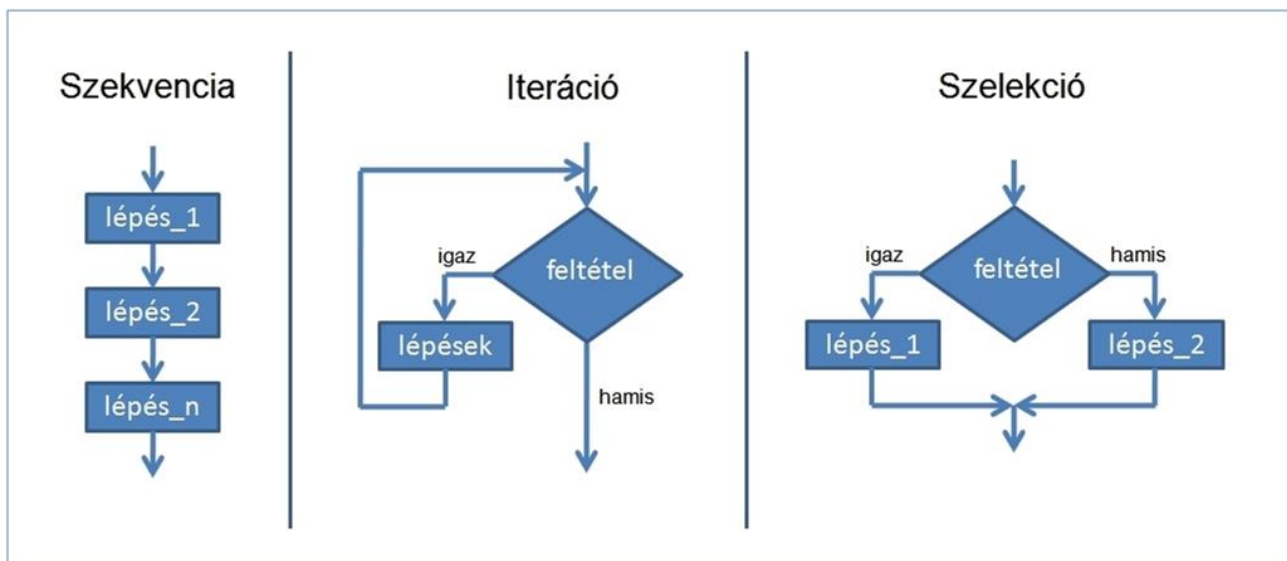 Szekvencia
lépés_1
lépés_2
lépés_n
Iteráció
feltétel
igaz
lépések
hamis
Szelekció
feltétel
igaz
hamis
lépés_1
lépés_2